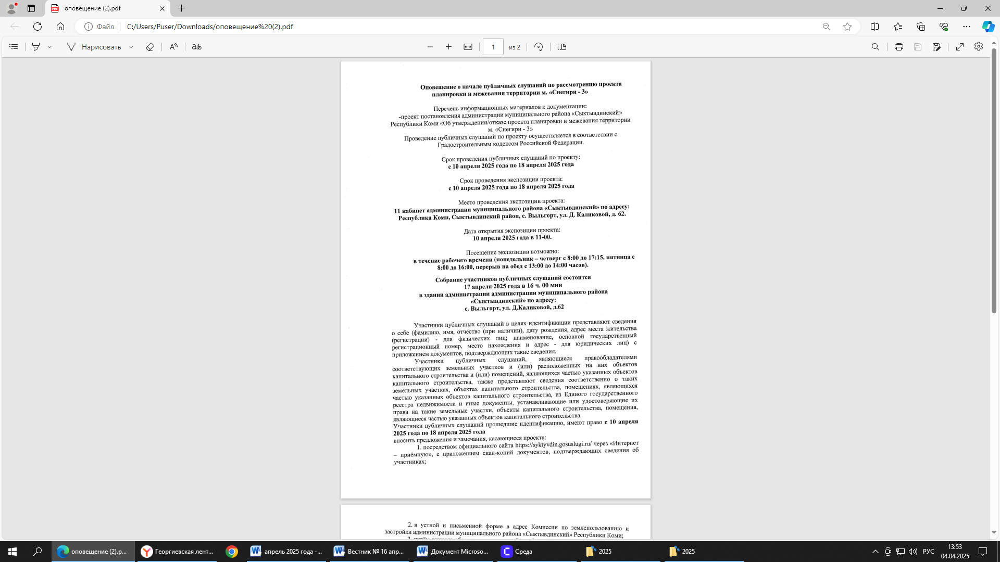 оповещение (2).pdf
Файл
C:/Users/Puser/Downloads/оповещение%20(2).pdf
Нарисовать
аあ
1
из 2
Оповещение о начале публичных слушаний по рассмотрению проекта
планировки и межевания территории м. «Снегири - 3»
Перечень информационных материалов к документации:
-проект постановления администрации муниципального района «Сыктывдинский»
Республики Коми «Об утверждении/отказе проекта планировки и межевания территории
м. «Снегири - 3»
Проведение публичных слушаний по проекту осуществляется в соответствии с
Градостроительным кодексом Российской Федерации.
Срок проведения публичных слушаний по проекту:
с 10 апреля 2025 года по 18 апреля 2025 года
Срок проведения экспозиции проекта:
с 10 апреля 2025 года по 18 апреля 2025 года
Место проведения экспозиции проекта:
11 кабинет администрации муниципального района «Сыктывдинский» по адресу:
Республика Коми, Сыктывдинский район, с. Выльгорт, ул. Д. Каликовой, д. 62.
Дата открытия экспозиции проекта:
10 апреля 2025 года в 11-00.
Посещение экспозиции возможно:
в течение рабочего времени (понедельник – четверг с 8:00 до 17:15, пятница с
8:00 до 16:00, перерыв на обед с 13:00 до 14:00 часов).
Собрание участников публичных слушаний состоится
17 апреля 2025 года в 16 ч. 00 мин
в здании администрации администрации муниципального района
«Сыктывдинский» по адресу:
с. Выльгорт, ул. Д.Каликовой, д.62
Участники публичных слушаний в целях идентификации представляют сведения
о себе (фамилию, имя, отчество (при наличии), дату рождения, адрес места жительства
(регистрации) - для физических лиц; наименование, основной государственный
регистрационный номер, место нахождения и адрес - для юридических лиц) с
приложением документов, подтверждающих такие сведения.
Участники публичных слушаний, являющиеся правообладателями
соответствующих земельных участков и (или) расположенных на них объектов
капитального строительства и (или) помещений, являющихся частью указанных объектов
капитального строительства, также представляют сведения соответственно о таких
земельных участках, объектах капитального строительства, помещениях, являющихся
частью указанных объектов капитального строительства, из Единого государственного
реестра недвижимости и иные документы, устанавливающие или удостоверяющие их
права на такие земельные участки, объекты капитального строительства, помещения,
являющиеся частью указанных объектов капитального строительства.
Участники публичных слушаний прошедшие идентификацию, имеют право с 10 апреля
2025 года по 18 апреля 2025 года
вносить предложения и замечания, касающиеся проекта:
1. посредством официального сайта https://syktyvdin.gosuslugi.ru/ через «Интернет
– приёмную», с приложением скан-копий документов, подтверждающих сведения об
участниках;
2. в устной и письменной форме в адрес Комиссии по землепользованию и
застройки администрации муниципального района «Сыктывдинский» Республики Коми;
оповещение (2).p...
Георгиевская лент...
апрель 2025 года -...
Вестник № 16 апр...
Документ Microso...
Среда
2025
2025
РУС
13:53
04.04.2025